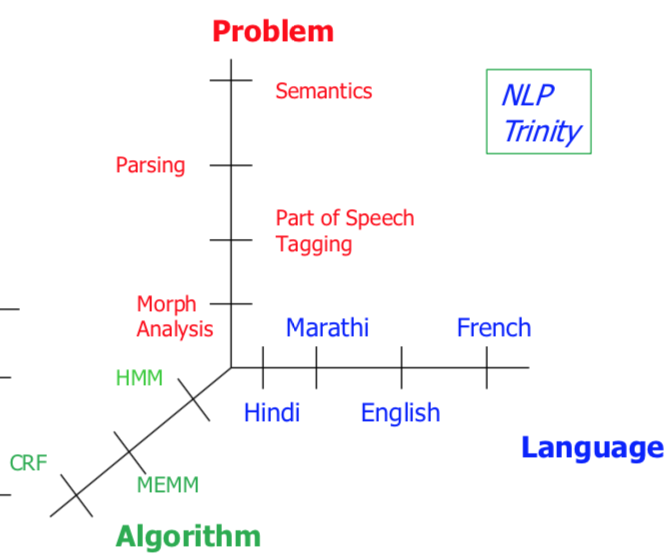 Problem
Semantics
NLP
Trinity
Parsing
Part of Speech
Tagging
Morph
Analysis
Marathi
French
HMM
Hindi
English
Language
CRF
MEMM
Algorithm